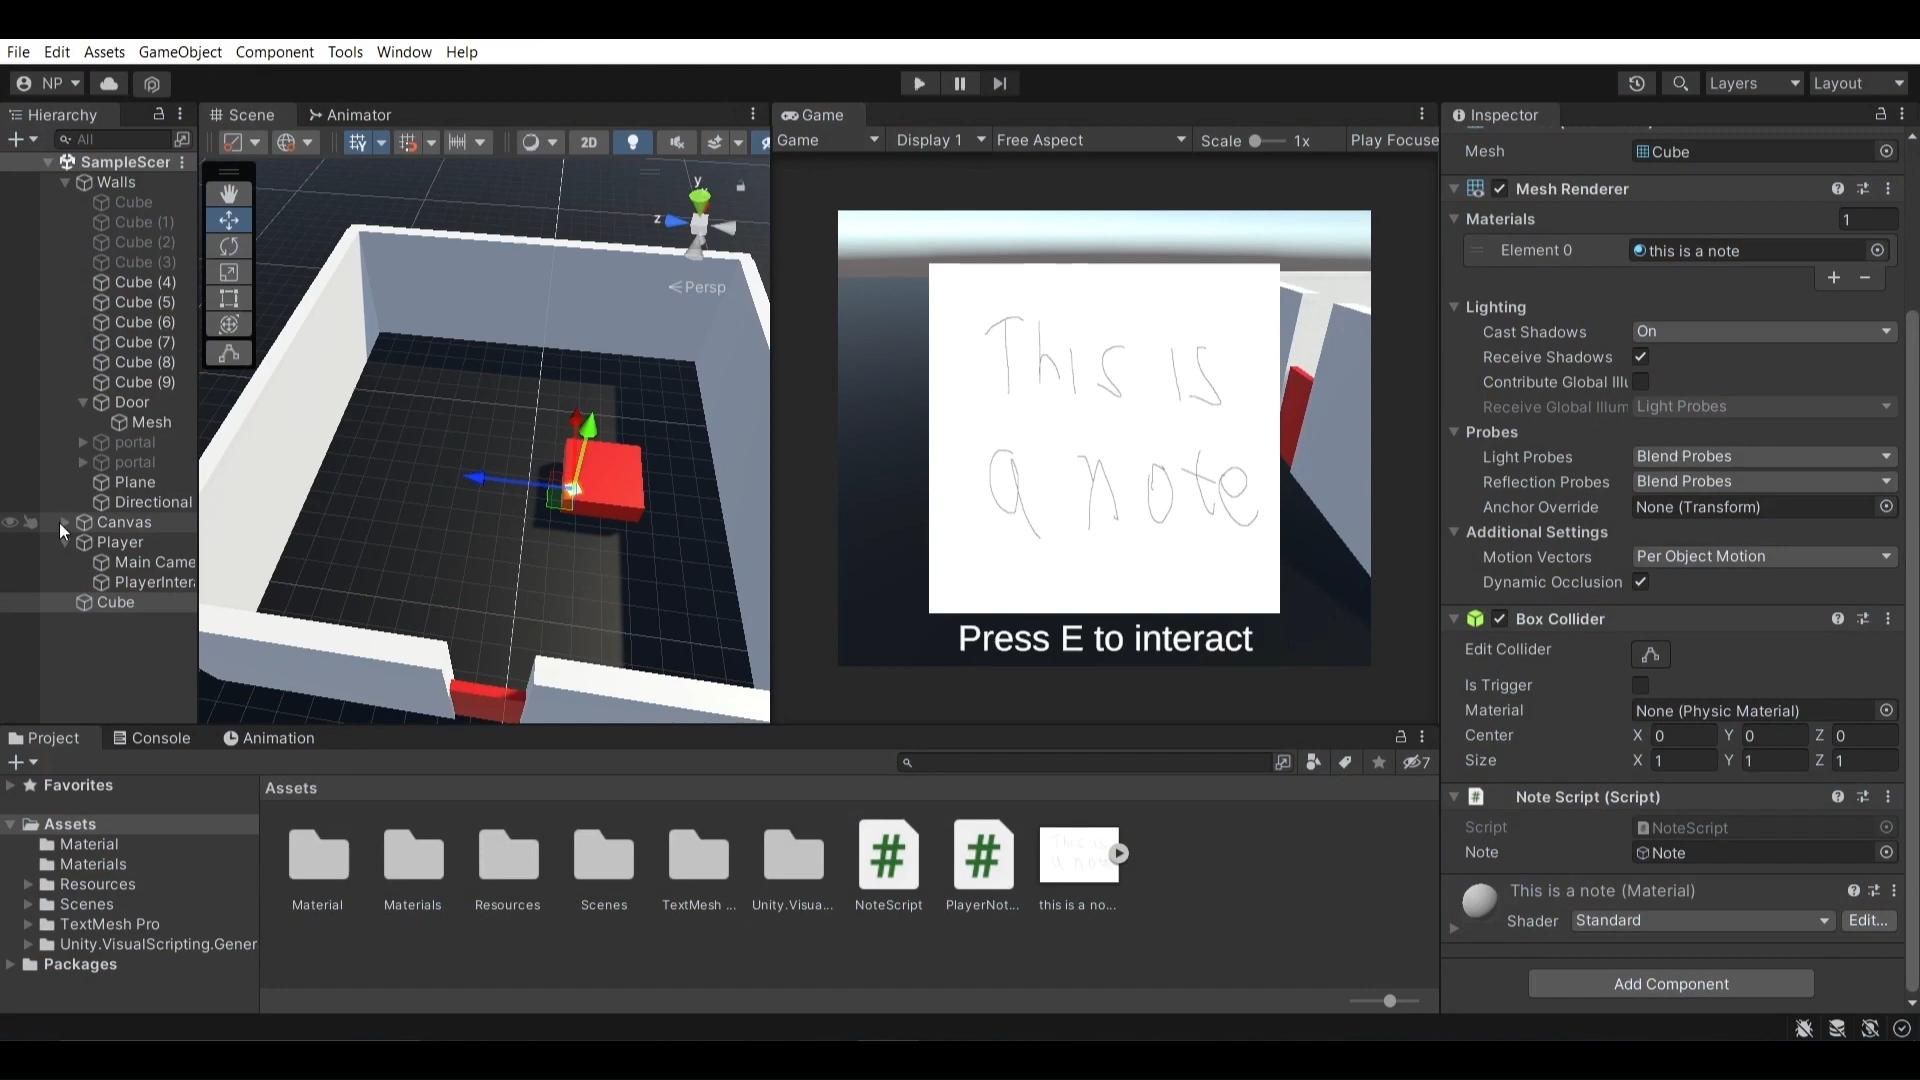 File Edit Assets GameObject Component Tools Window Help
NP Layers Layout
Hierarchy Scene Animator Game Inspector
All 2D Game Display 1 Free Aspect Scale 1x Play Focuse
SampleScer
Walls
Cube
Cube (1)
Cube (2)
Cube (3)
Cube (4)
Cube (5)
Cube (6)
Cube (7)
Cube (8)
Cube (9)
Door
Mesh
portal
portal
Plane
Directional
Canvas
Player
Main Came
PlayerInter
Cube
y
z
Persp
This is
a note
Press E to interact
Mesh Cube
Mesh Renderer
Materials 1
Element 0 this is a note
Lighting
Cast Shadows On
Receive Shadows
Contribute Global Illu
Receive Global Illum Light Probes
Probes
Light Probes Blend Probes
Reflection Probes Blend Probes
Anchor Override None (Transform)
Additional Settings
Motion Vectors Per Object Motion
Dynamic Occlusion
Box Collider
Edit Collider
Is Trigger
Material None (Physic Material)
Center X 0 Y 0 Z 0
Size X 1 Y 1 Z 1
Note Script (Script)
Script NoteScript
Note Note
This is a note (Material)
Shader Standard Edit...
Add Component
Project Console Animation
7
Favorites
Assets
Material
Materials
Resources
Scenes
TextMesh Pro
Unity.VisualScripting.Gener
Packages
Assets
Material Materials Resources Scenes TextMesh ... Unity.Visua... NoteScript PlayerNot... this is a no...